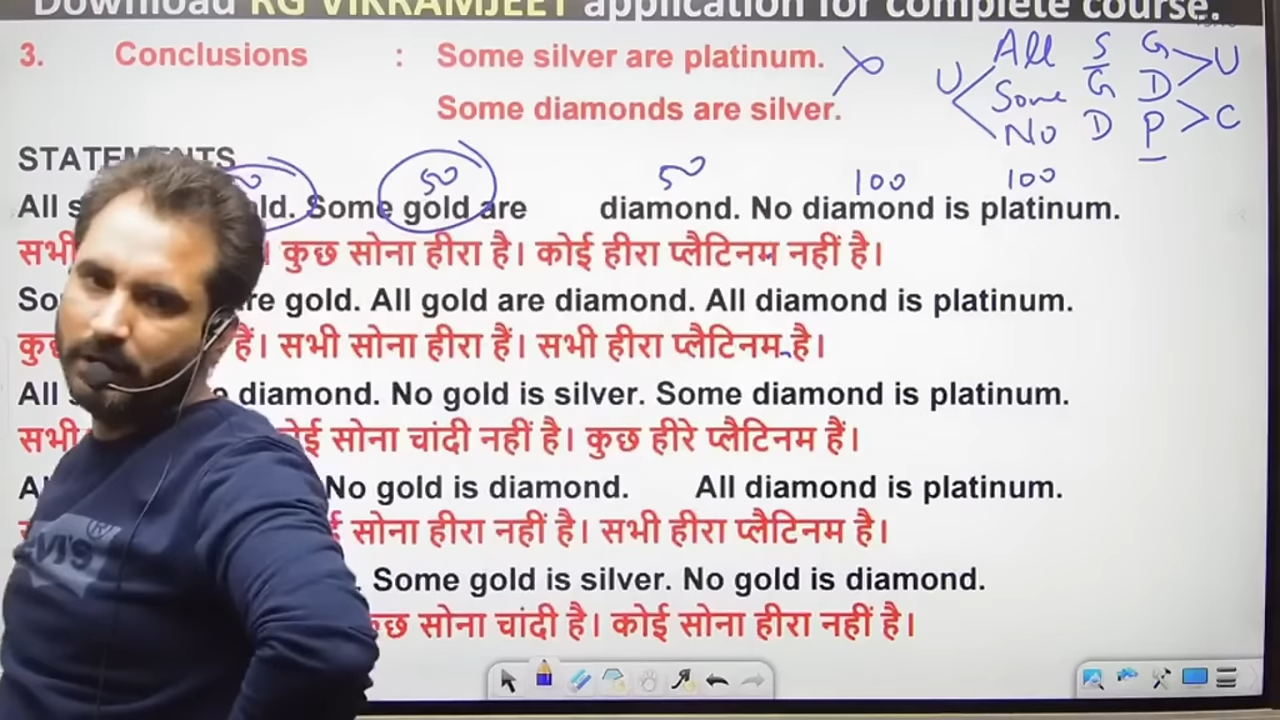 Download RG VIKRAMJEET application for complete course.
3. Conclusions : Some silver are platinum.
Some diamonds are silver.
All S G > U
U < Some G D
No D P > C
STATEMENTS
50 50 100 100
All ld. Some gold are diamond. No diamond is platinum.
सभी । कुछ सोना हीरा है। कोई हीरा प्लैटिनम नहीं है।
re gold. All gold are diamond. All diamond is platinum.
हैं। सभी सोना हीरा हैं। सभी हीरा प्लैटिनम है।
All diamond. No gold is silver. Some diamond is platinum.
सभी सोना चांदी नहीं है। कुछ हीरे प्लैटिनम हैं।
No gold is diamond. All diamond is platinum.
सोना हीरा नहीं है। सभी हीरा प्लैटिनम है।
. Some gold is silver. No gold is diamond.
सोना चांदी है। कोई सोना हीरा नहीं है।